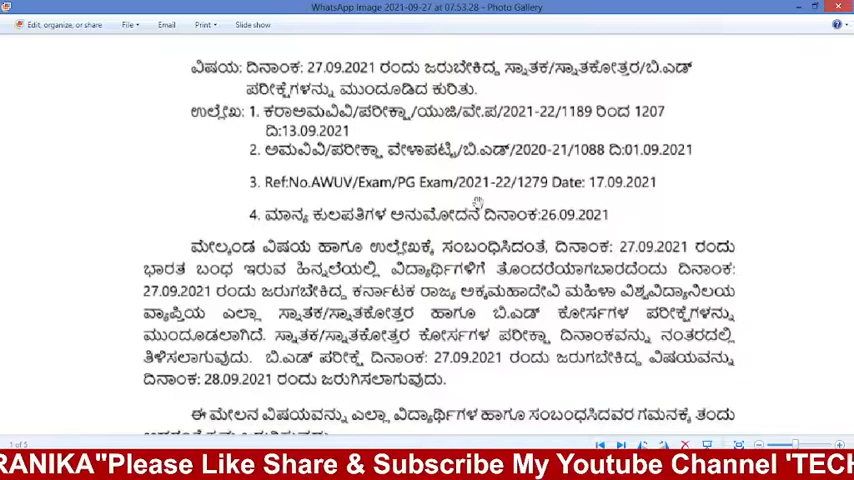 WhatsApp Image 2021-09-27 at 07.53.28 - Photo Gallery
Edit, organize, or share File Email Print Slide show
ವಿಷಯ: ದಿನಾಂಕ: 27.09.2021 ರಂದು ಜರುಬೇಕಿದ್ದ ಸ್ನಾತಕ/ಸ್ನಾತಕೋತ್ತರ/ಬಿ.ಎಡ್
ಪರೀಕ್ಷೆಗಳನ್ನು ಮುಂದೂಡಿದ ಕುರಿತು.
ಉಲ್ಲೇಖ: 1. ಕರಾಅಮವಿವಿ/ಪರೀಕ್ಷಾ/ಯುಜಿ/ವೇ.ಪ/2021-22/1189 ರಿಂದ 1207
ದಿ:13.09.2021
2. ಅಮವಿವಿ/ಪರೀಕ್ಷಾ ವೇಳಾಪಟ್ಟಿ/ಬಿ.ಎಡ್/2020-21/1088 ದಿ:01.09.2021
3. Ref:No.AWUV/Exam/PG Exam/2021-22/1279 Date: 17.09.2021
4. ಮಾನ್ಯ ಕುಲಪತಿಗಳ ಅನುಮೋದನೆ ದಿನಾಂಕ:26.09.2021
ಮೇಲ್ಕಂಡ ವಿಷಯ ಹಾಗೂ ಉಲ್ಲೇಖಕ್ಕೆ ಸಂಬಂಧಿಸಿದಂತೆ, ದಿನಾಂಕ: 27.09.2021 ರಂದು
ಭಾರತ ಬಂಧ ಇರುವ ಹಿನ್ನಲೆಯಲ್ಲಿ ವಿದ್ಯಾರ್ಥಿಗಳಿಗೆ ತೊಂದರೆಯಾಗಬಾರದೆಂದು ದಿನಾಂಕ:
27.09.2021 ರಂದು ಜರುಗಬೇಕಿದ್ದ ಕರ್ನಾಟಕ ರಾಜ್ಯ ಅಕ್ಕಮಹಾದೇವಿ ಮಹಿಳಾ ವಿಶ್ವವಿದ್ಯಾನಿಲಯ
ವ್ಯಾಪ್ತಿಯ ಎಲ್ಲಾ ಸ್ನಾತಕ/ಸ್ನಾತಕೋತ್ತರ ಹಾಗೂ ಬಿ.ಎಡ್ ಕೋರ್ಸಗಳ ಪರೀಕ್ಷೆಗಳನ್ನು
ಮುಂದೂಡಲಾಗಿದೆ. ಸ್ನಾತಕ/ಸ್ನಾತಕೋತ್ತರ ಕೋರ್ಸಗಳ ಪರೀಕ್ಷಾ ದಿನಾಂಕವನ್ನು ನಂತರದಲ್ಲಿ
ತಿಳಿಸಲಾಗುವುದು. ಬಿ.ಎಡ್ ಪರೀಕ್ಷೆ ದಿನಾಂಕ: 27.09.2021 ರಂದು ಜರುಗಬೇಕಿದ್ದ ವಿಷಯವನ್ನು
ದಿನಾಂಕ: 28.09.2021 ರಂದು ಜರುಗಿಸಲಾಗುವುದು.
ಈ ಮೇಲನ ವಿಷಯವನ್ನು ಎಲ್ಲಾ ವಿದ್ಯಾರ್ಥಿಗಳ ಹಾಗೂ ಸಂಬಂಧಸಿದವರ ಗಮನಕ್ಕೆ ತಂದು
1 of 5
RANIKA"Please Like Share & Subscribe My Youtube Channel 'TECH